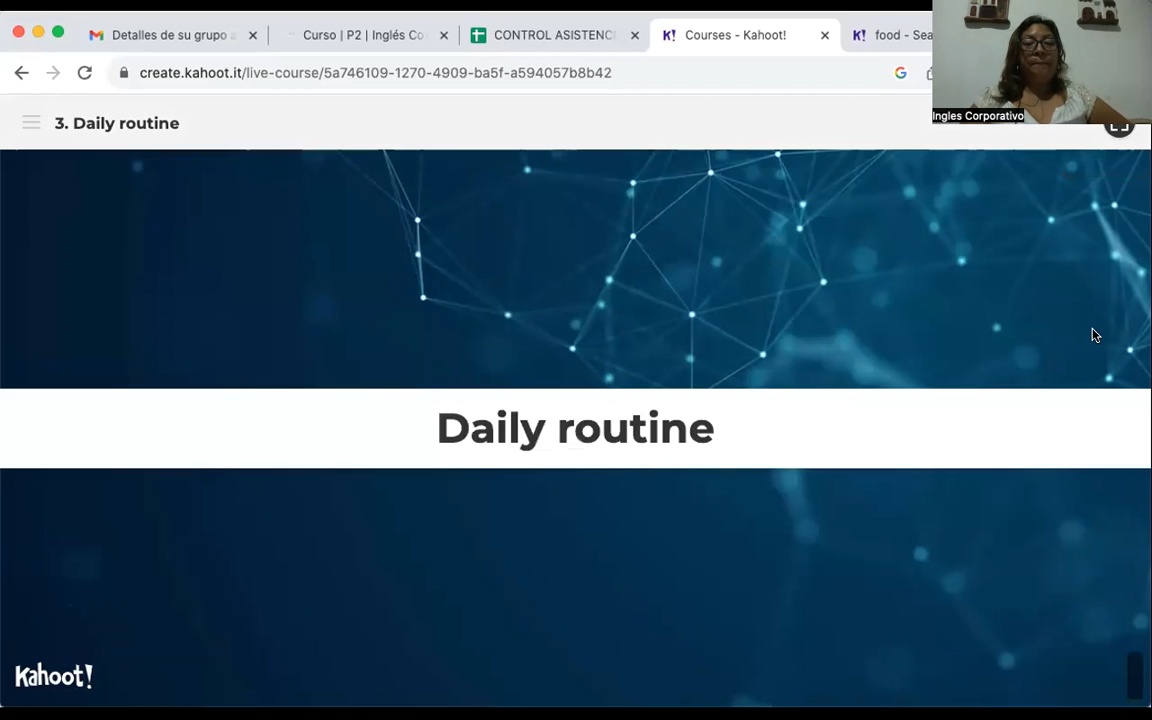 Detalles de su grupo
Curso | P2 | Inglés Co
CONTROL ASISTENC
Courses - Kahoot!
K! food - Sea
create.kahoot.it/live-course/5a746109-1270-4909-ba5f-a594057b8b42
Ingles Corporativo
3. Daily routine
Daily routine
Kahoot!